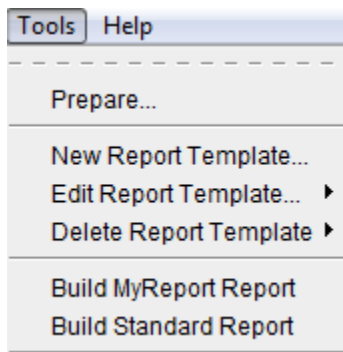 Tools Help
Prepare...
New Report Template...
Edit Report Template...
Delete Report Template
Build MyReport Report
Build Standard Report